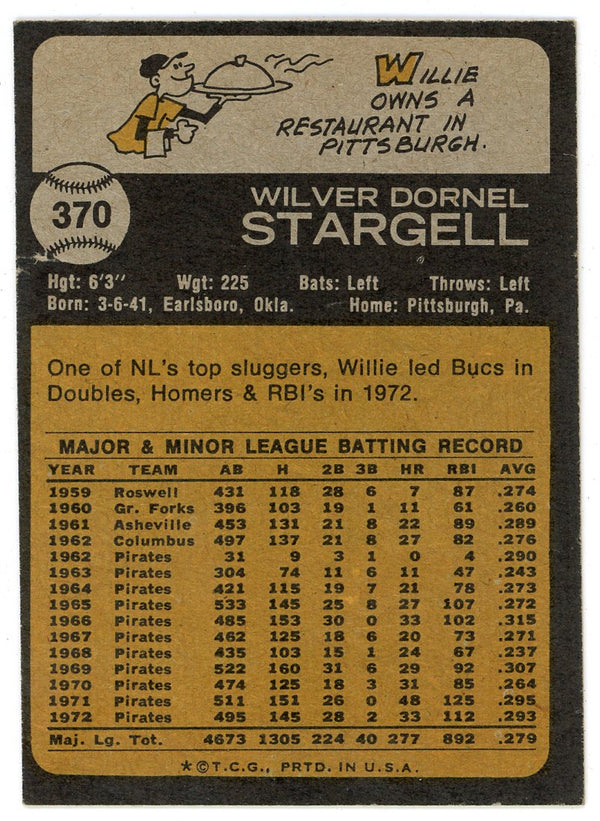 WILLIE
OWNS A
RESTAURANT IN
PITTSBURGH.
370
WILVER DORNEL
STARGELL
Hgt: 6'3" Wgt: 225 Bats: Left Throws: Left
Born: 3-6-41, Earlsboro, Okla. Home: Pittsburgh, Pa.
One of NL's top sluggers, Willie led Bucs in
Doubles, Homers & RBI's in 1972.
MAJOR & MINOR LEAGUE BATTING RECORD
YEAR TEAM AB H 2B 3B HR RBI AVG
1959 Roswell 431 118 28 6 7 87 .274
1960 Gr. Forks 396 103 19 1 11 61 .260
1961 Asheville 453 131 21 8 22 89 .289
1962 Columbus 497 137 21 8 27 82 .276
1962 Pirates 31 9 3 1 0 4 .290
1963 Pirates 304 74 11 6 11 47 .243
1964 Pirates 421 115 19 7 21 78 .273
1965 Pirates 533 145 25 8 27 107 .272
1966 Pirates 485 153 30 0 33 102 .315
1967 Pirates 462 125 18 6 20 73 .271
1968 Pirates 435 103 15 1 24 67 .237
1969 Pirates 522 160 31 6 29 92 .307
1970 Pirates 474 125 18 3 31 85 .264
1971 Pirates 511 151 26 0 48 125 .295
1972 Pirates 495 145 28 2 33 112 .293
Maj. Lg. Tot. 4673 1305 224 40 277 892 .279
*©T.C.G., PRTD. IN U.S.A.